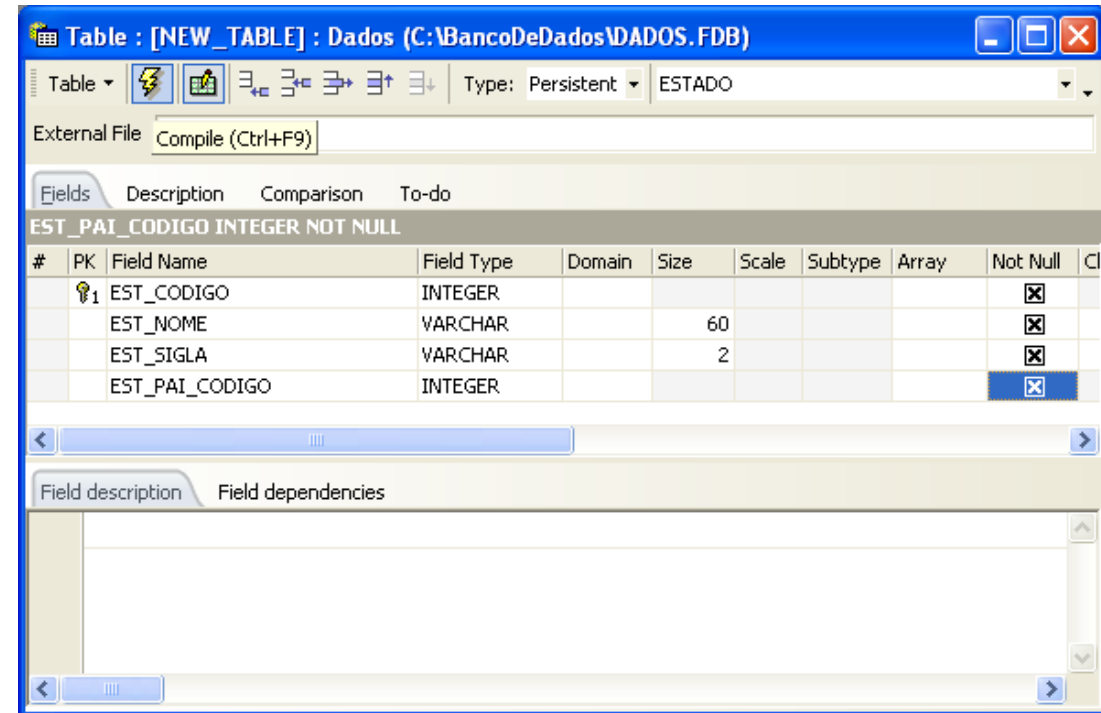 Table : [NEW_TABLE] : Dados (C:\BancoDeDados\DADOS.FDB)
Table Type: Persistent ESTADO
External File Compile (Ctrl+F9)
Fields Description Comparison To-do
EST_PAI_CODIGO INTEGER NOT NULL
# PK Field Name Field Type Domain Size Scale Subtype Array Not Null Cl
1 EST_CODIGO INTEGER
EST_NOME VARCHAR 60
EST_SIGLA VARCHAR 2
EST_PAI_CODIGO INTEGER
Field description Field dependencies